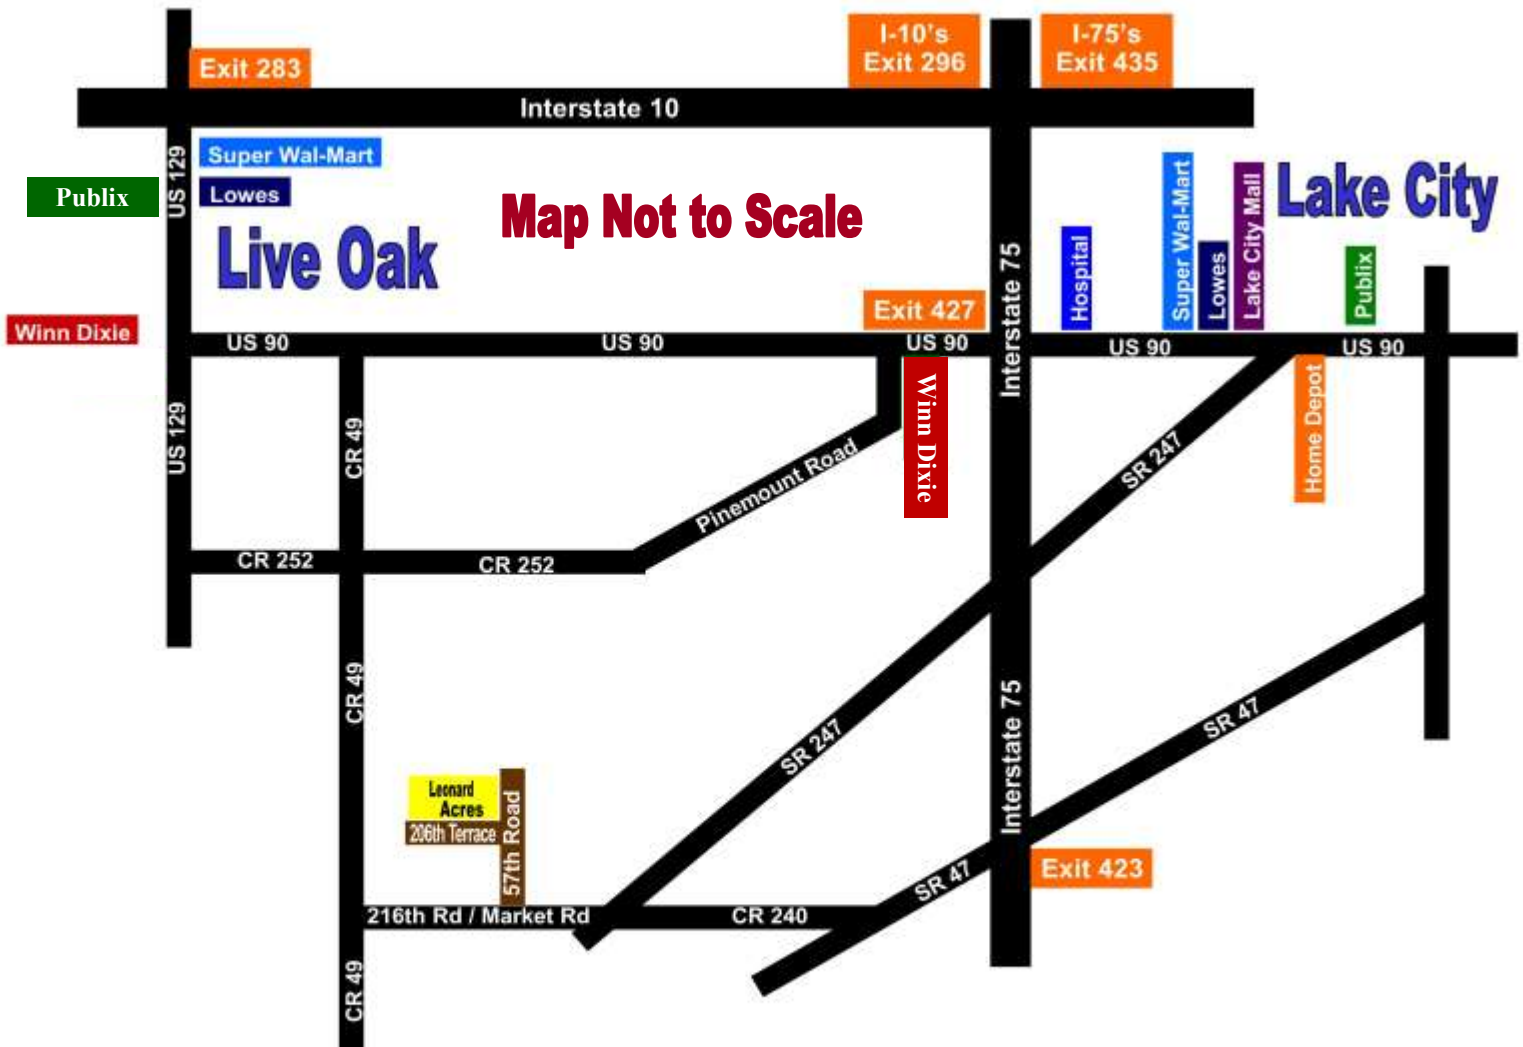 I-10's
Exit 296
I-75's
Exit 435
Exit 283
Interstate 10
US 129
Super Wal-Mart
Publix
Lowes
Map Not to Scale
Live Oak
Lake City
Interstate 75
Hospital
Super Wal-Mart
Lowes
Lake City Mall
Publix
Exit 427
Winn Dixie
US 90
US 90
US 90
US 90
US 90
US 129
CR 49
Winn Dixie
Home Depot
SR 247
Pinemount Road
CR 252
CR 252
CR 49
SR 247
Interstate 75
SR 47
Leonard
Acres
206th Terrace
57th Road
Exit 423
SR 47
216th Rd / Market Rd
CR 240
CR 49